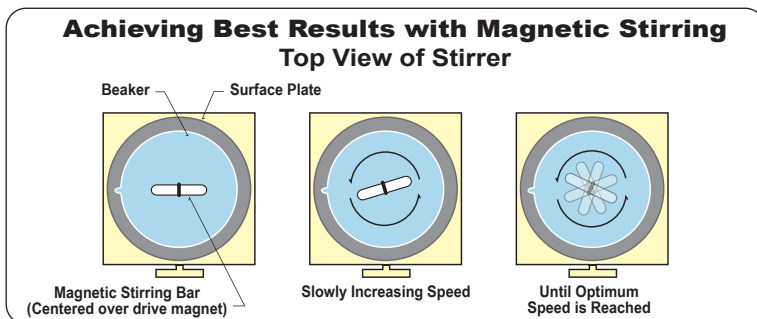 Achieving Best Results with Magnetic Stirring
Top View of Stirrer
Beaker
Surface Plate
Magnetic Stirring Bar
(Centered over drive magnet)
Slowly Increasing Speed
Until Optimum
Speed is Reached